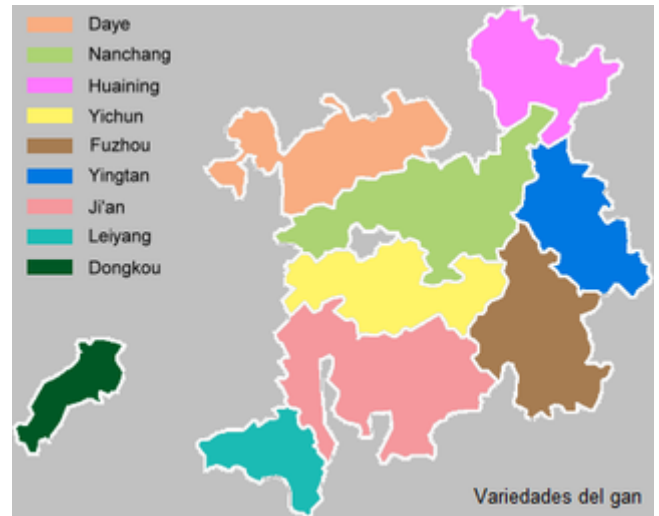 Daye
Nanchang
Huaining
Yichun
Fuzhou
Yingtan
Ji'an
Leiyang
Dongkou
Variedades del gan